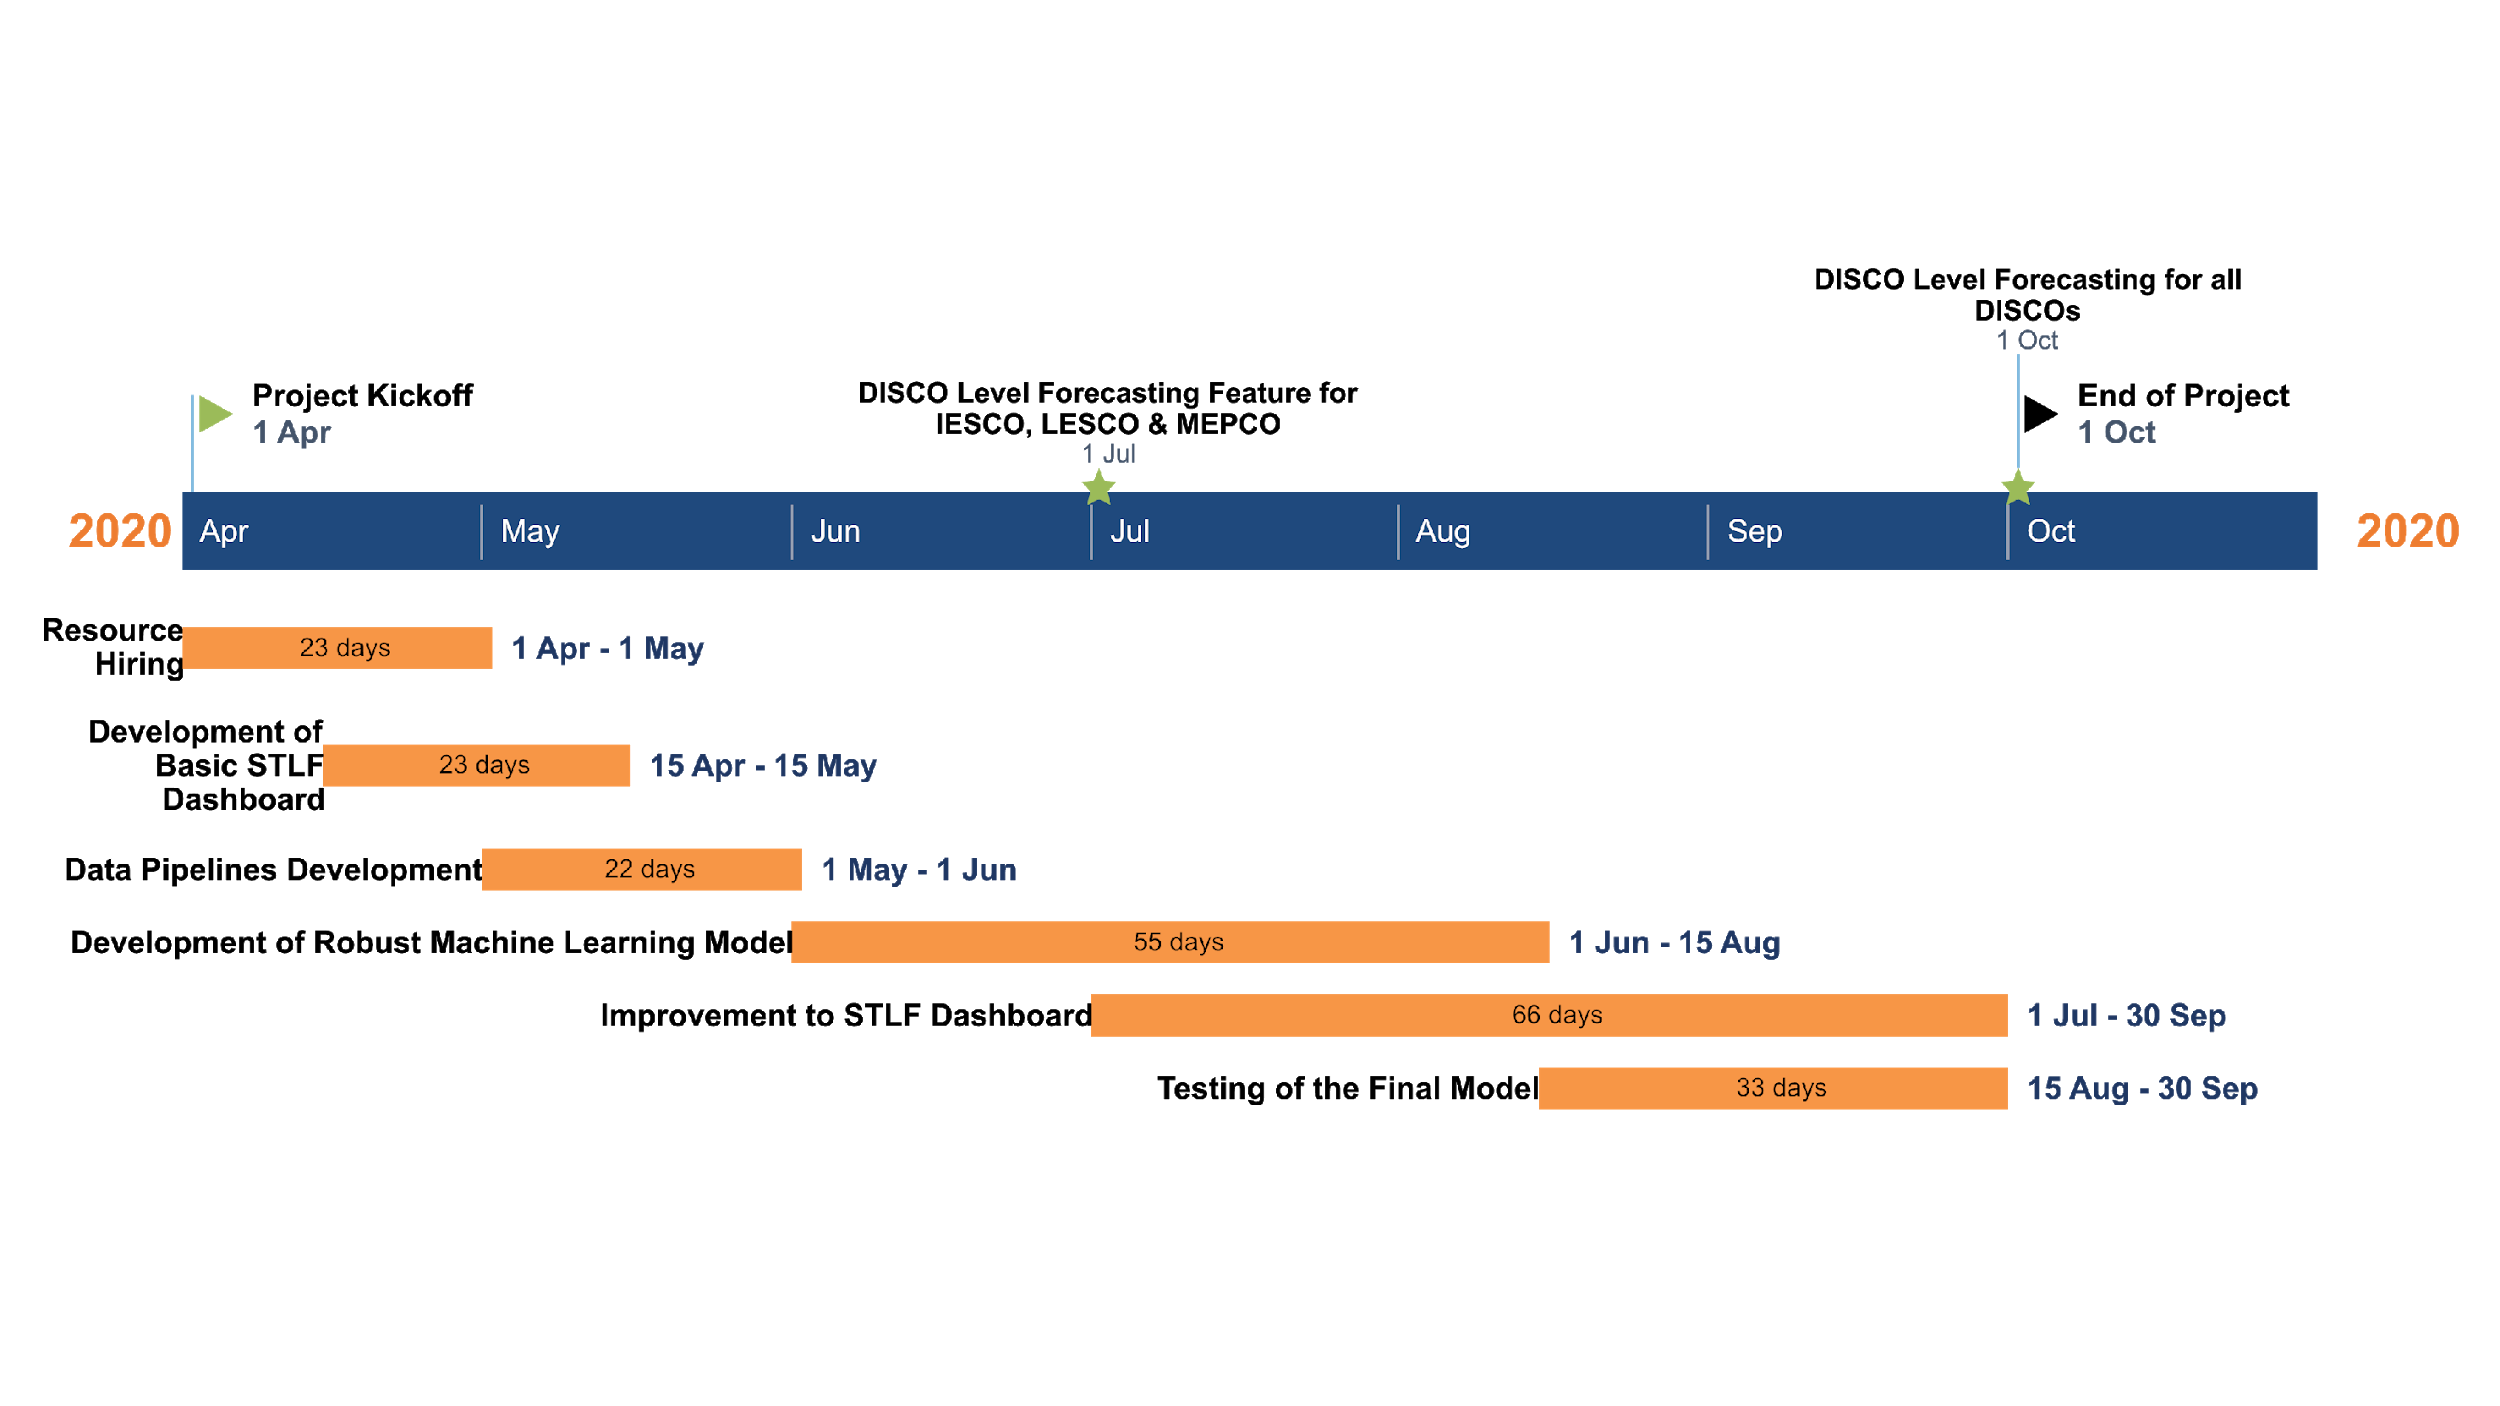 DISCO Level Forecasting for all
DISCOs
1 Oct
Project Kickoff
1 Apr
DISCO Level Forecasting Feature for
IESCO, LESCO & MEPCO
1 Jul
End of Project
1 Oct
2020 Apr May Jun Jul Aug Sep Oct 2020
Resource
Hiring
23 days
1 Apr - 1 May
Development of
Basic STLF
Dashboard
23 days
15 Apr - 15 May
Data Pipelines Development 22 days 1 May - 1 Jun
Development of Robust Machine Learning Model 55 days 1 Jun - 15 Aug
Improvement to STLF Dashboard 66 days 1 Jul - 30 Sep
Testing of the Final Model 33 days 15 Aug - 30 Sep